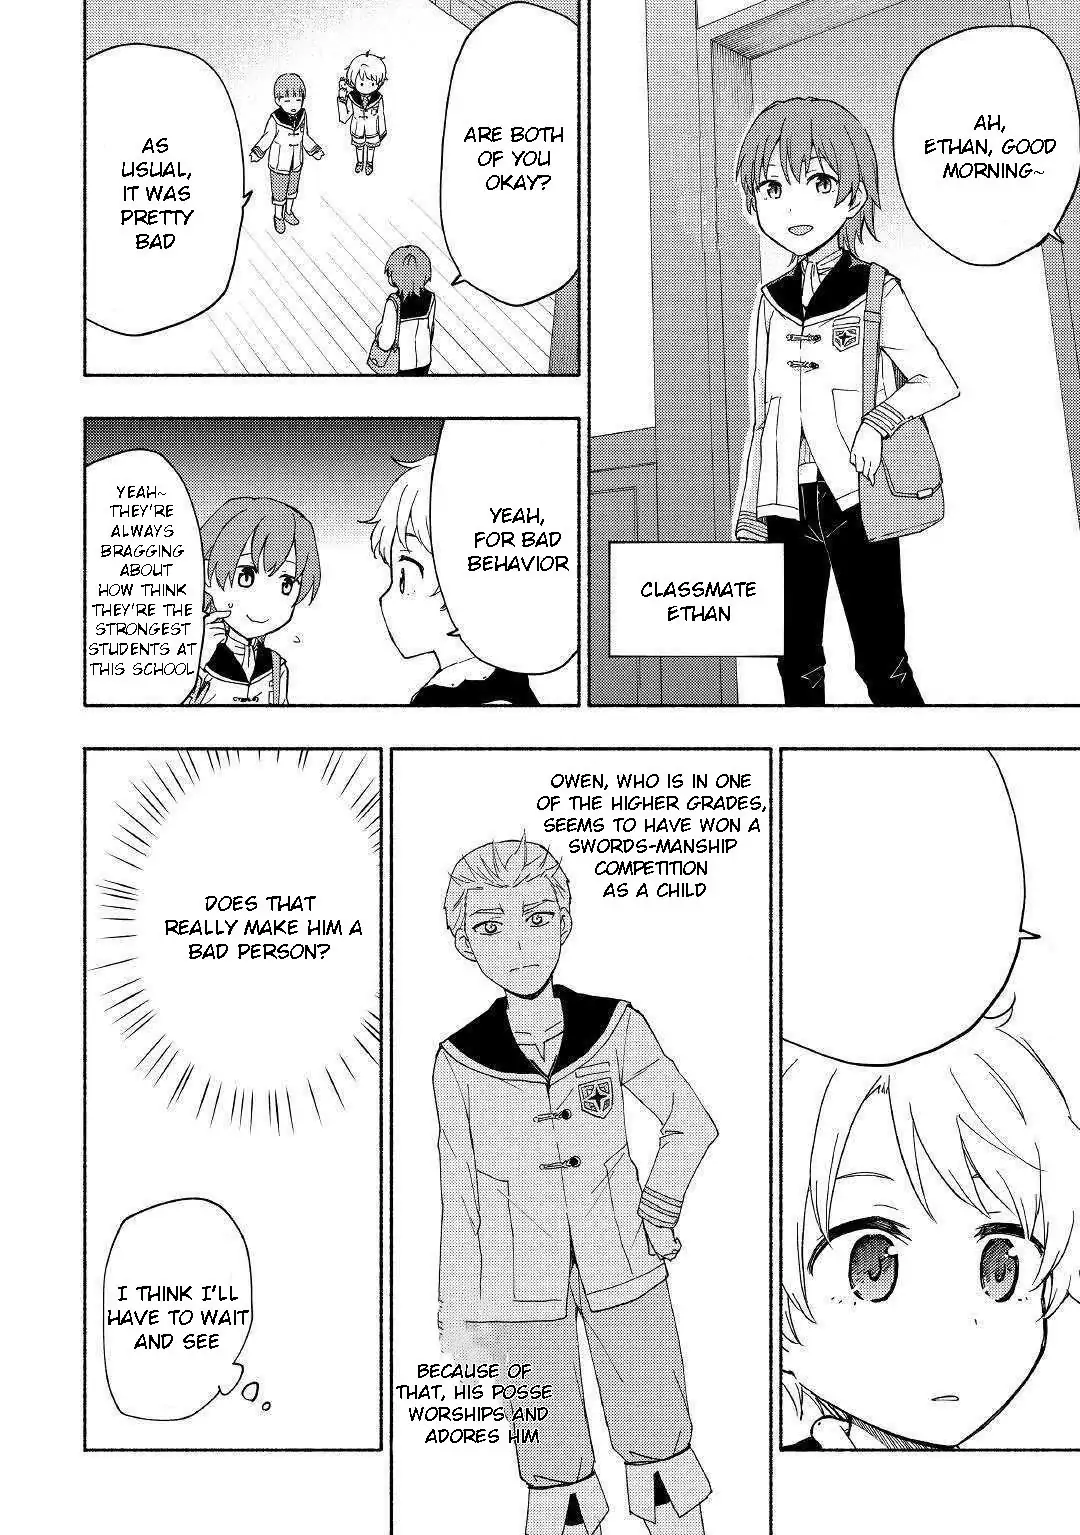 AH,
ETHAN, GOOD
MORNING~
CLASSMATE
ETHAN
ARE BOTH
OF YOU
OKAY?
AS
USUAL,
IT WAS
PRETTY
BAD
YEAH,
FOR BAD
BEHAVIOR
YEAH~
THEY'RE
ALWAYS
BRAGGING
ABOUT
HOW THINK
THEY'RE THE
STRONGEST
STUDENTS AT
THIS SCHOOL
OWEN, WHO IS IN ONE
OF THE HIGHER GRADES,
SEEMS TO HAVE WON A
SWORDS-MANSHIP
COMPETITION
AS A CHILD
BECAUSE OF
THAT, HIS POSSE
WORSHIPS AND
ADORES HIM
DOES THAT
REALLY MAKE HIM A
BAD PERSON?
I THINK I'LL
HAVE TO WAIT
AND SEE